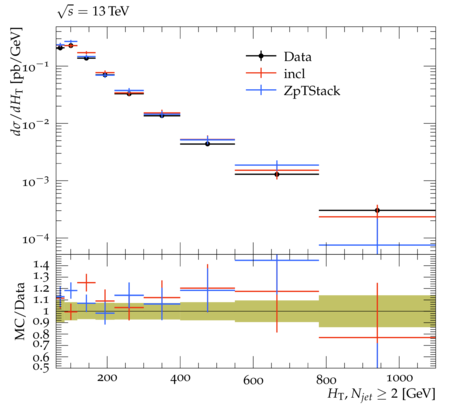 √s = 13 TeV
dσ/dH_T [pb/GeV]
10⁻¹
10⁻²
10⁻³
10⁻⁴
Data
incl
ZpTStack
MC/Data
1.4
1.3
1.2
1.1
1
0.9
0.8
0.7
0.6
0.5
200 400 600 800 1000
H_T, N_jet ≥ 2 [GeV]